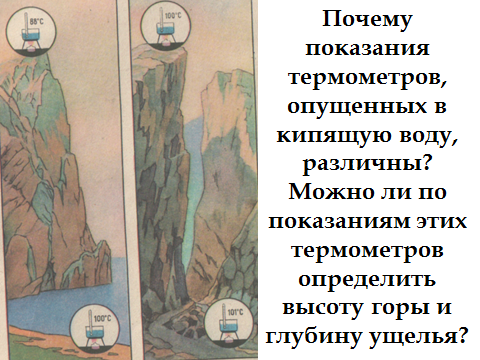 88°C
100°C
100°C
101°C
Почему
показания
термометров,
опущенных в
кипящую воду,
различны?
Можно ли по
показаниям этих
термометров
определить
высоту горы и
глубину ущелья?